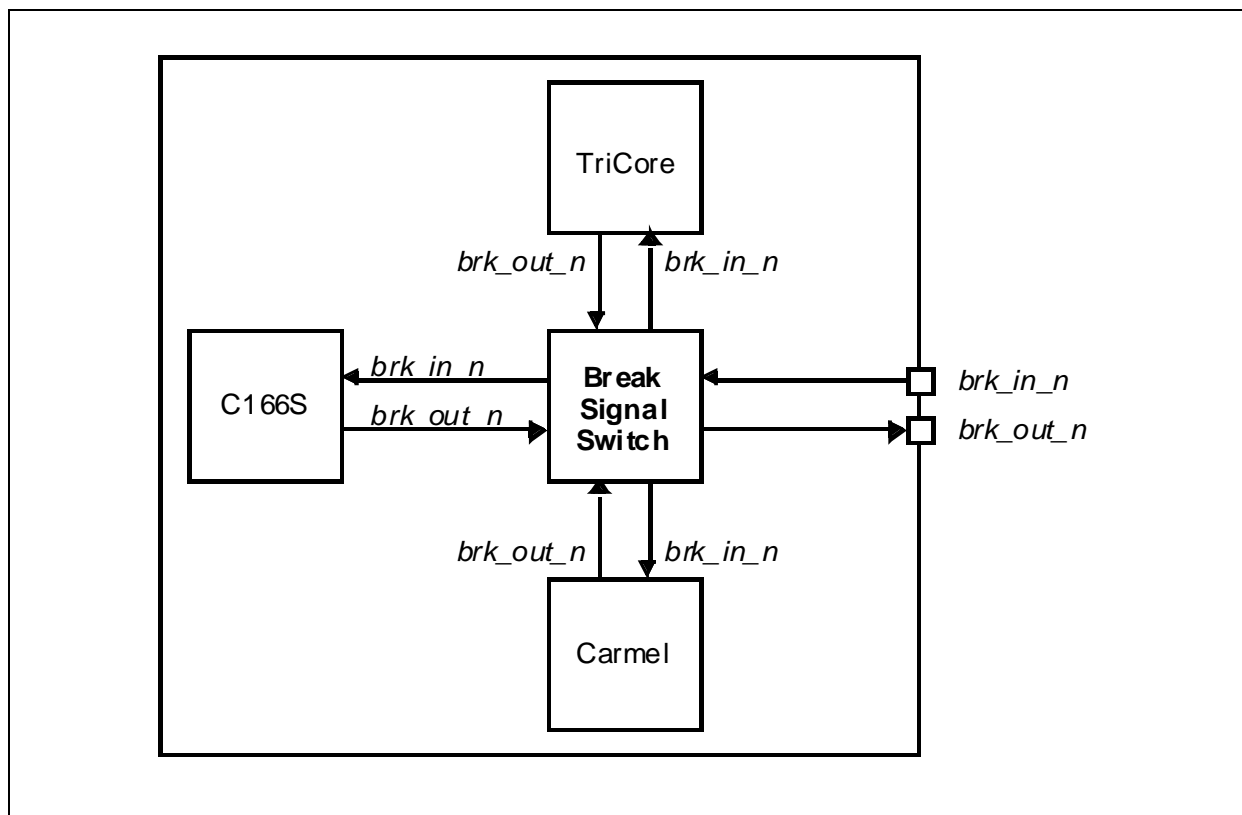 TriCore
brk_out_n
brk_in_n
brk_in_n
C166S
brk_out_n
Break
Signal
Switch
brk_in_n
brk_out_n
brk_out_n
brk_in_n
Carmel